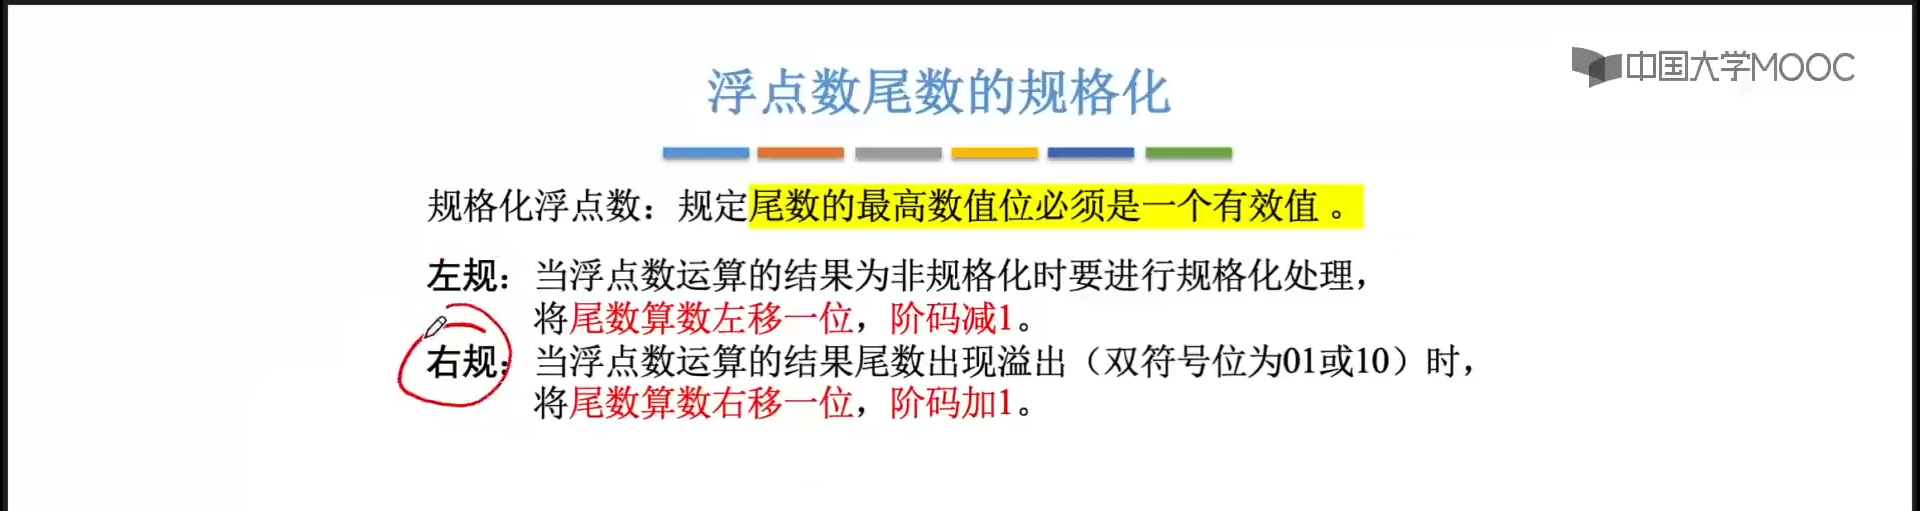 中国大学MOOC
浮点数尾数的规格化
规格化浮点数：规定尾数的最高数值位必须是一个有效值 。
左规：当浮点数运算的结果为非规格化时要进行规格化处理，
将尾数算数左移一位，阶码减1。
右规：当浮点数运算的结果尾数出现溢出（双符号位为01或10）时，
将尾数算数右移一位，阶码加1。